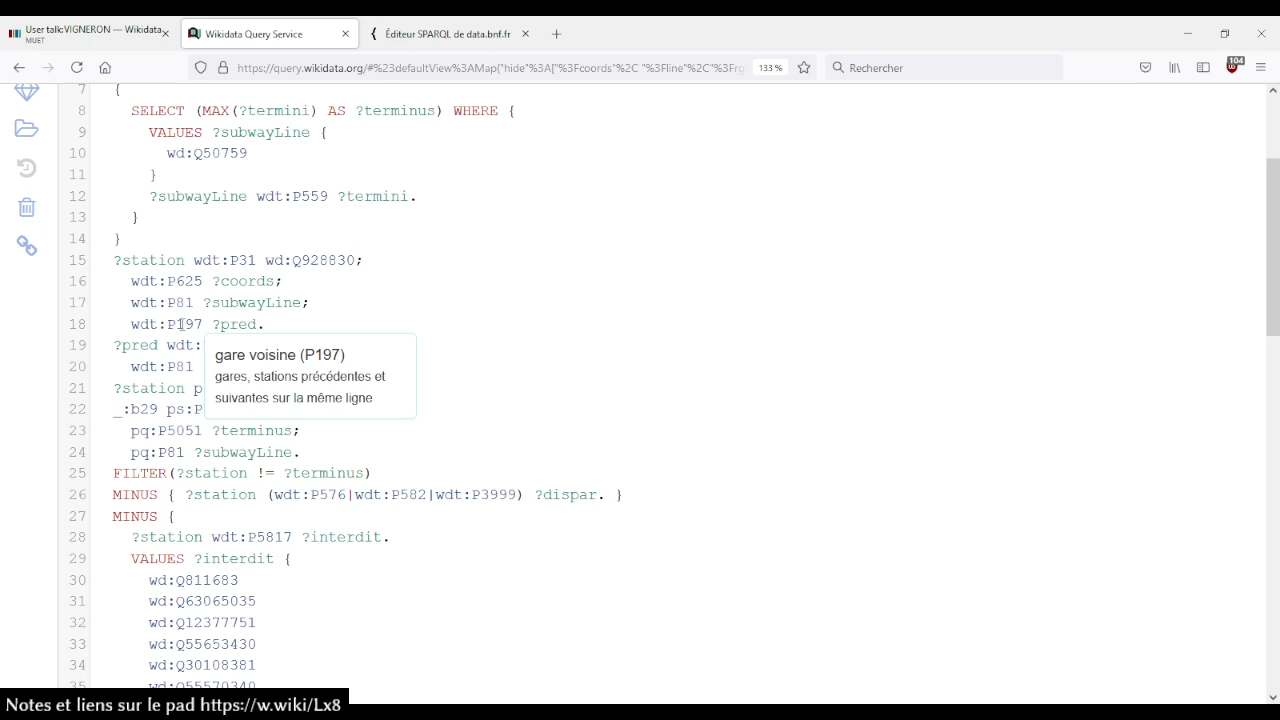 User talk:VIGNERON — Wikidata
MUET
Wikidata Query Service
Éditeur SPARQL de data.bnf.fr
https://query.wikidata.org/#%23defaultView%3AMap{"hide"%3A["%3Fcoords"%2C "%3Fline"%2C"%3Frg
133 %
Rechercher
104
7 {
8 SELECT (MAX(?termini) AS ?terminus) WHERE {
9 VALUES ?subwayLine {
10 wd:Q50759
11 }
12 ?subwayLine wdt:P559 ?termini.
13 }
14 }
15 ?station wdt:P31 wd:Q928830;
16 wdt:P625 ?coords;
17 wdt:P81 ?subwayLine;
18 wdt:P197 ?pred.
19 ?pred wdt:
20 wdt:P81
21 ?station p
22 _:b29 ps:P
23 pq:P5051 ?terminus;
24 pq:P81 ?subwayLine.
25 FILTER(?station != ?terminus)
26 MINUS { ?station (wdt:P576|wdt:P582|wdt:P3999) ?dispar. }
27 MINUS {
28 ?station wdt:P5817 ?interdit.
29 VALUES ?interdit {
30 wd:Q811683
31 wd:Q63065035
32 wd:Q12377751
33 wd:Q55653430
34 wd:Q30108381
35 wd:Q55570340
gare voisine (P197)
gares, stations précédentes et
suivantes sur la même ligne
Notes et liens sur le pad https://w.wiki/Lx8